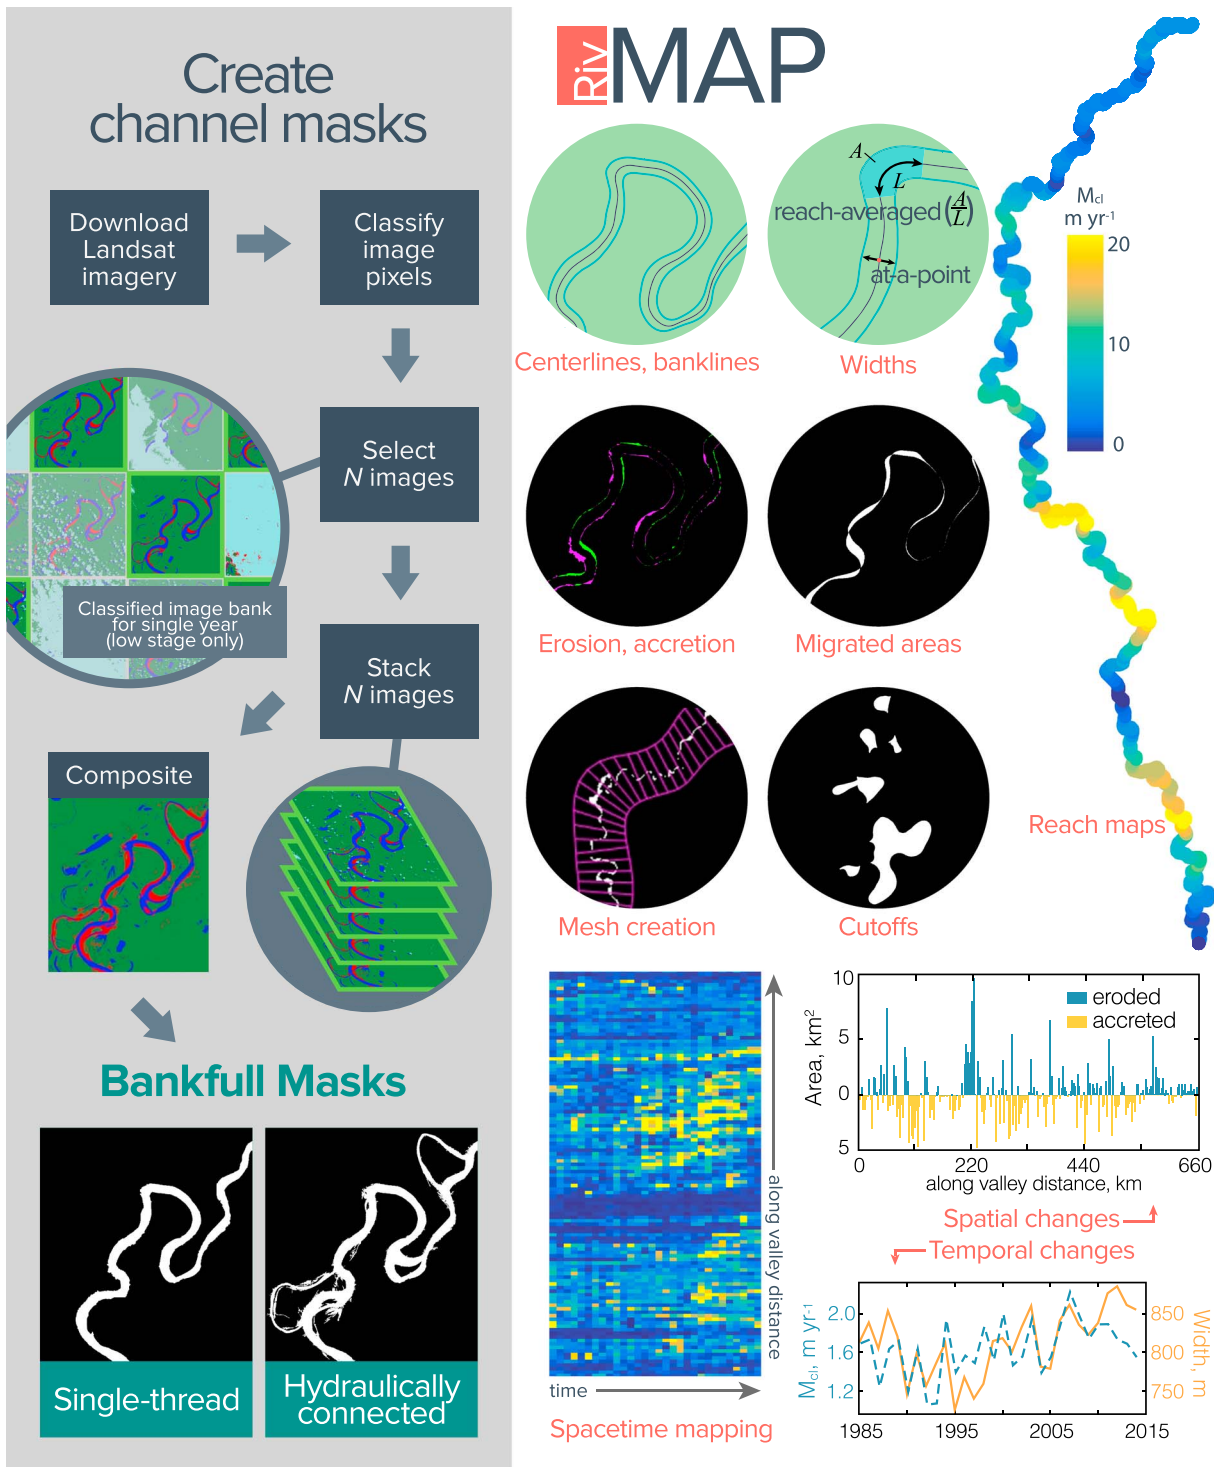 Create
channel masks
Download
Landsat
imagery
Classify
image
pixels
Select
N images
Classified image bank
for single year
(low stage only)
Stack
N images
Composite
Bankfull Masks
Single-thread
Hydraulically
connected
Riv MAP
A
L
reach-averaged (A/L)
at-a-point
Centerlines, banklines
Widths
Erosion, accretion
Migrated areas
Mesh creation
Cutoffs
Mcl
m yr-1
20
10
0
Reach maps
along valley distance
time
Spacetime mapping
10
5
0
5
Area, km2
eroded
accreted
0 220 440 660
along valley distance, km
Spatial changes
Temporal changes
Mcl, m yr-1
2.0
1.6
1.2
850
800
750
Width, m
1985 1995 2005 2015